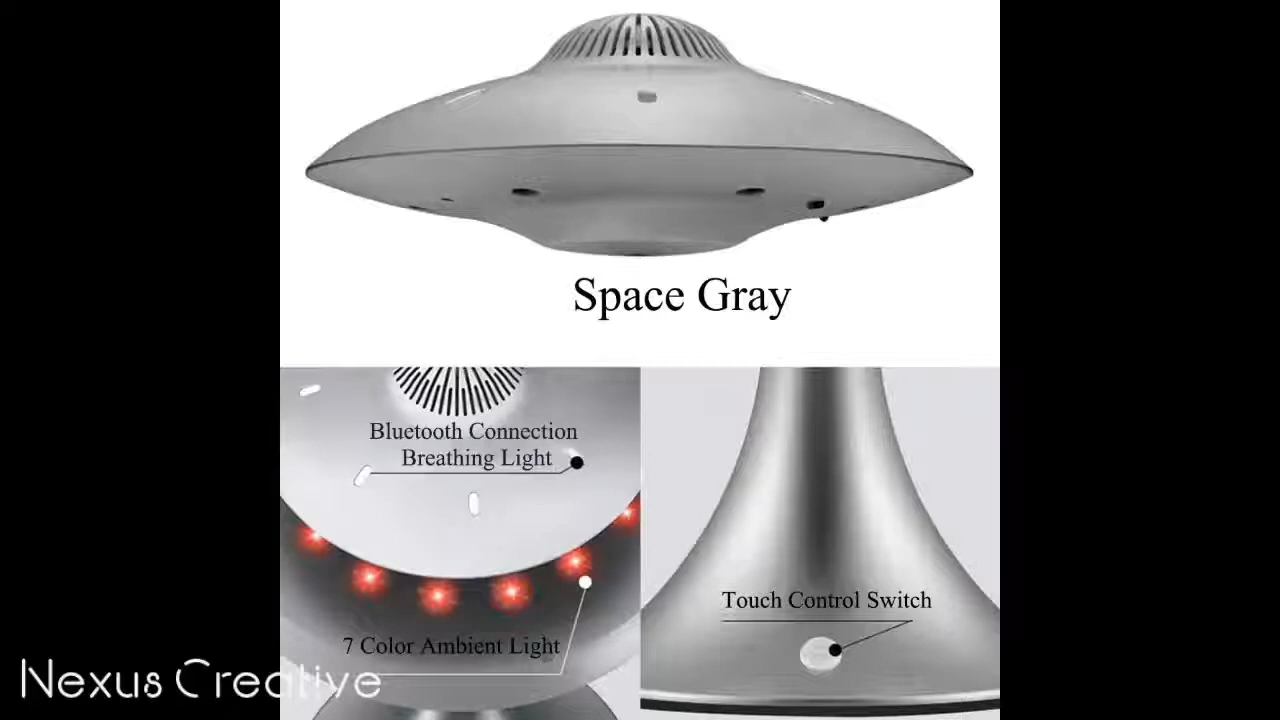 Space Gray
Bluetooth Connection
Breathing Light
Touch Control Switch
7 Color Ambient Light
Nexus Creative